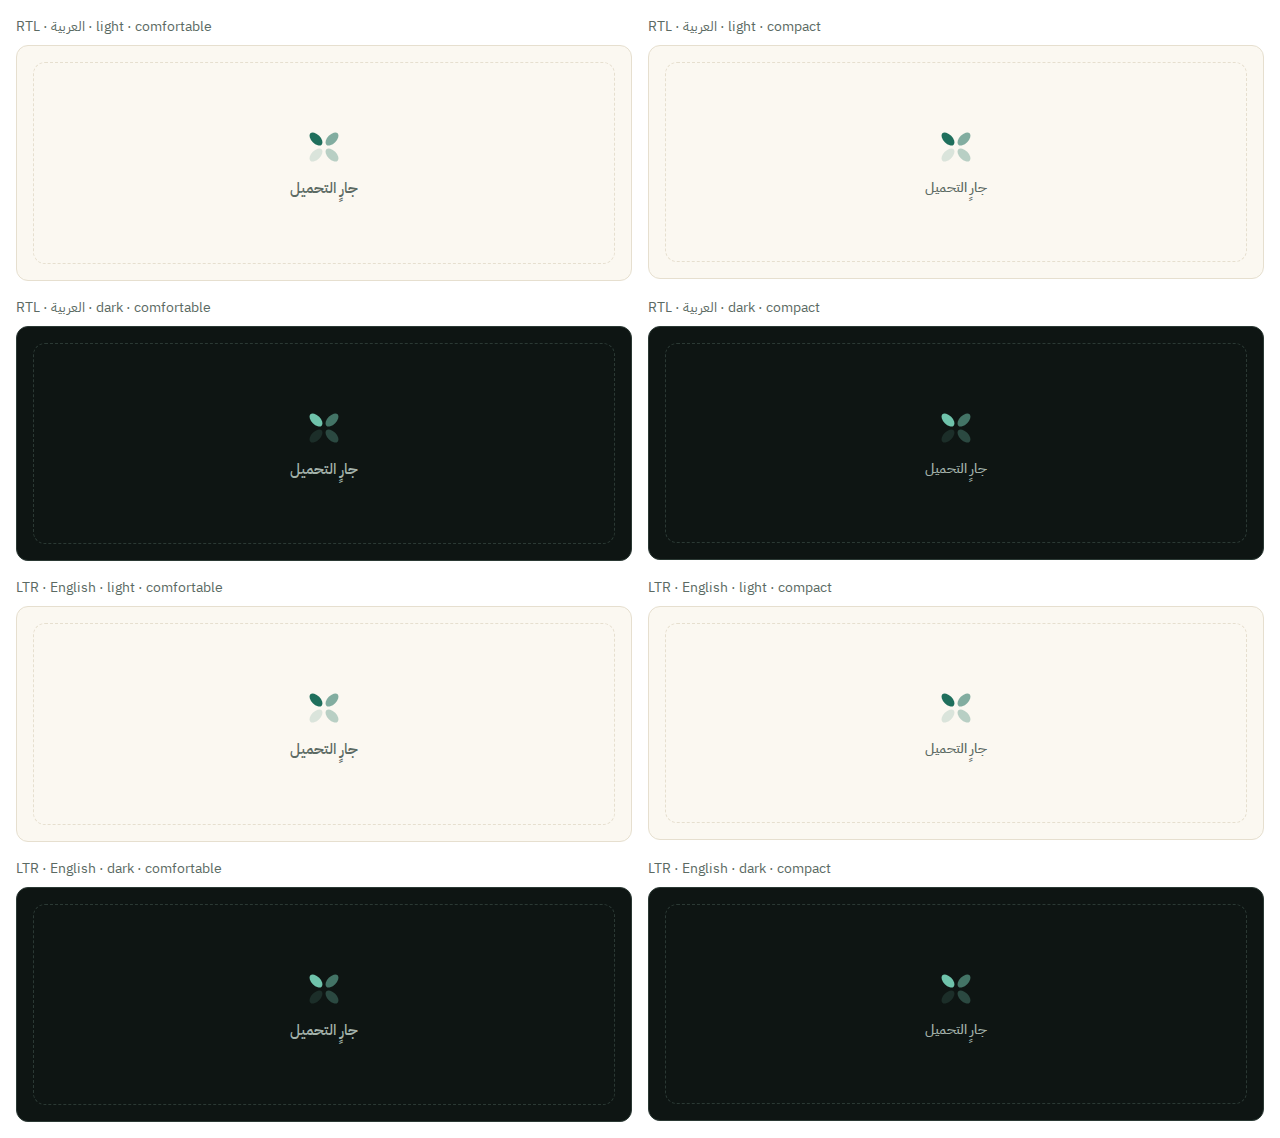 RTL · العربية · light · comfortable
RTL · العربية · light · compact
جارٍ التحميل
جارٍ التحميل
RTL · العربية · dark · comfortable
RTL · العربية · dark · compact
جارٍ التحميل
جارٍ التحميل
LTR · English · light · comfortable
LTR · English · light · compact
جارٍ التحميل
جارٍ التحميل
LTR · English · dark · comfortable
LTR · English · dark · compact
جارٍ التحميل
جارٍ التحميل